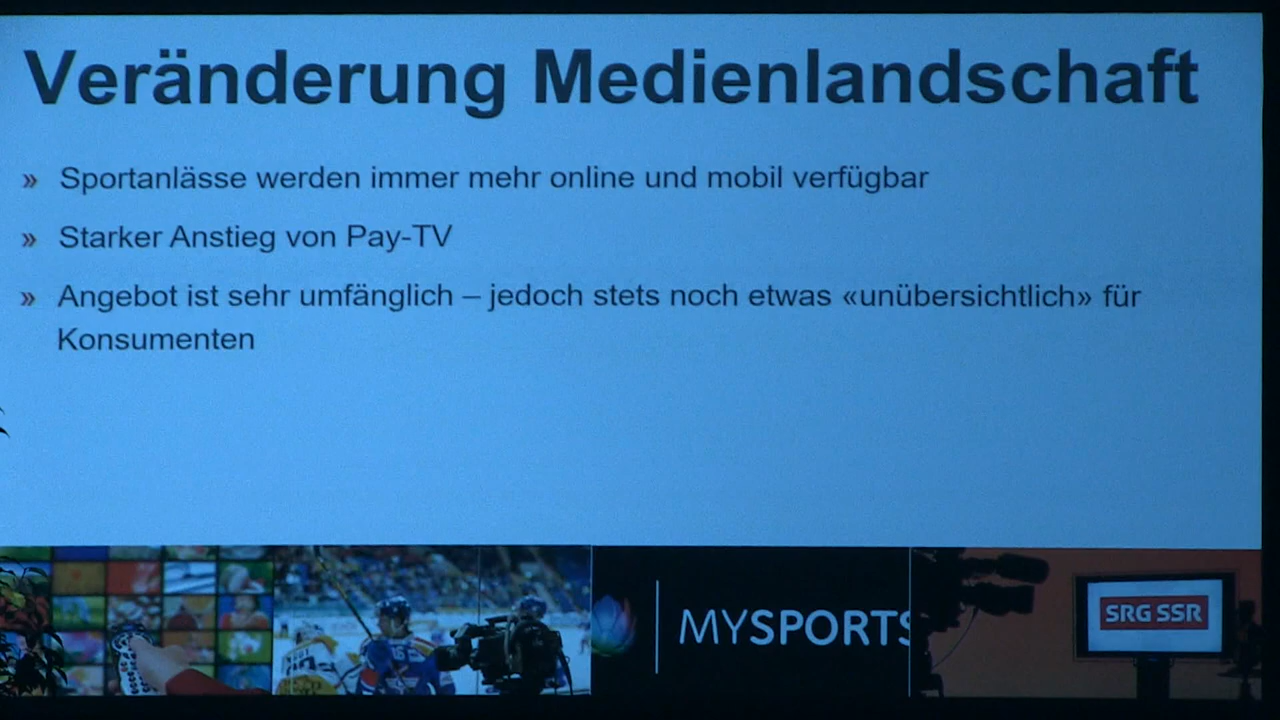 Veränderung Medienlandschaft
» Sportanlässe werden immer mehr online und mobil verfügbar
» Starker Anstieg von Pay-TV
» Angebot ist sehr umfänglich – jedoch stets noch etwas «unübersichtlich» für
Konsumenten
MYSPORTS
SRG SSR